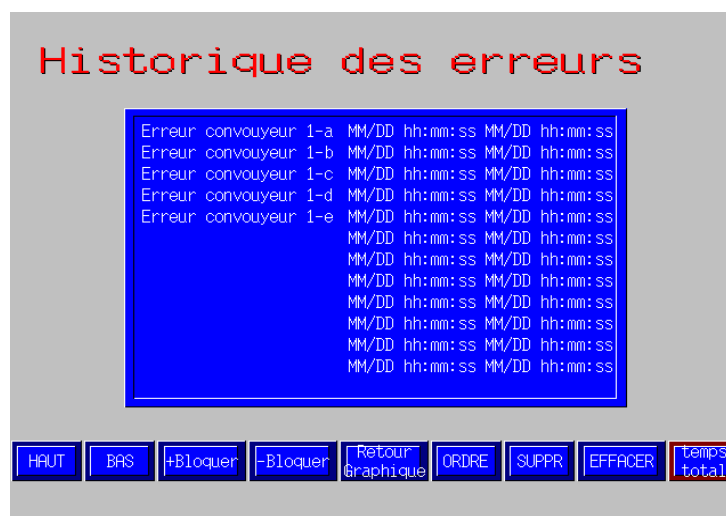 Historique des erreurs
Erreur convouyeur 1-a MM/DD hh:mm:ss MM/DD hh:mm:ss
Erreur convouyeur 1-b MM/DD hh:mm:ss MM/DD hh:mm:ss
Erreur convouyeur 1-c MM/DD hh:mm:ss MM/DD hh:mm:ss
Erreur convouyeur 1-d MM/DD hh:mm:ss MM/DD hh:mm:ss
Erreur convouyeur 1-e MM/DD hh:mm:ss MM/DD hh:mm:ss
MM/DD hh:mm:ss MM/DD hh:mm:ss
MM/DD hh:mm:ss MM/DD hh:mm:ss
MM/DD hh:mm:ss MM/DD hh:mm:ss
MM/DD hh:mm:ss MM/DD hh:mm:ss
MM/DD hh:mm:ss MM/DD hh:mm:ss
MM/DD hh:mm:ss MM/DD hh:mm:ss
MM/DD hh:mm:ss MM/DD hh:mm:ss
HAUT
BAS
+Bloquer
-Bloquer
Retour
Graphique
ORDRE
SUPPR
EFFACER
temps
total